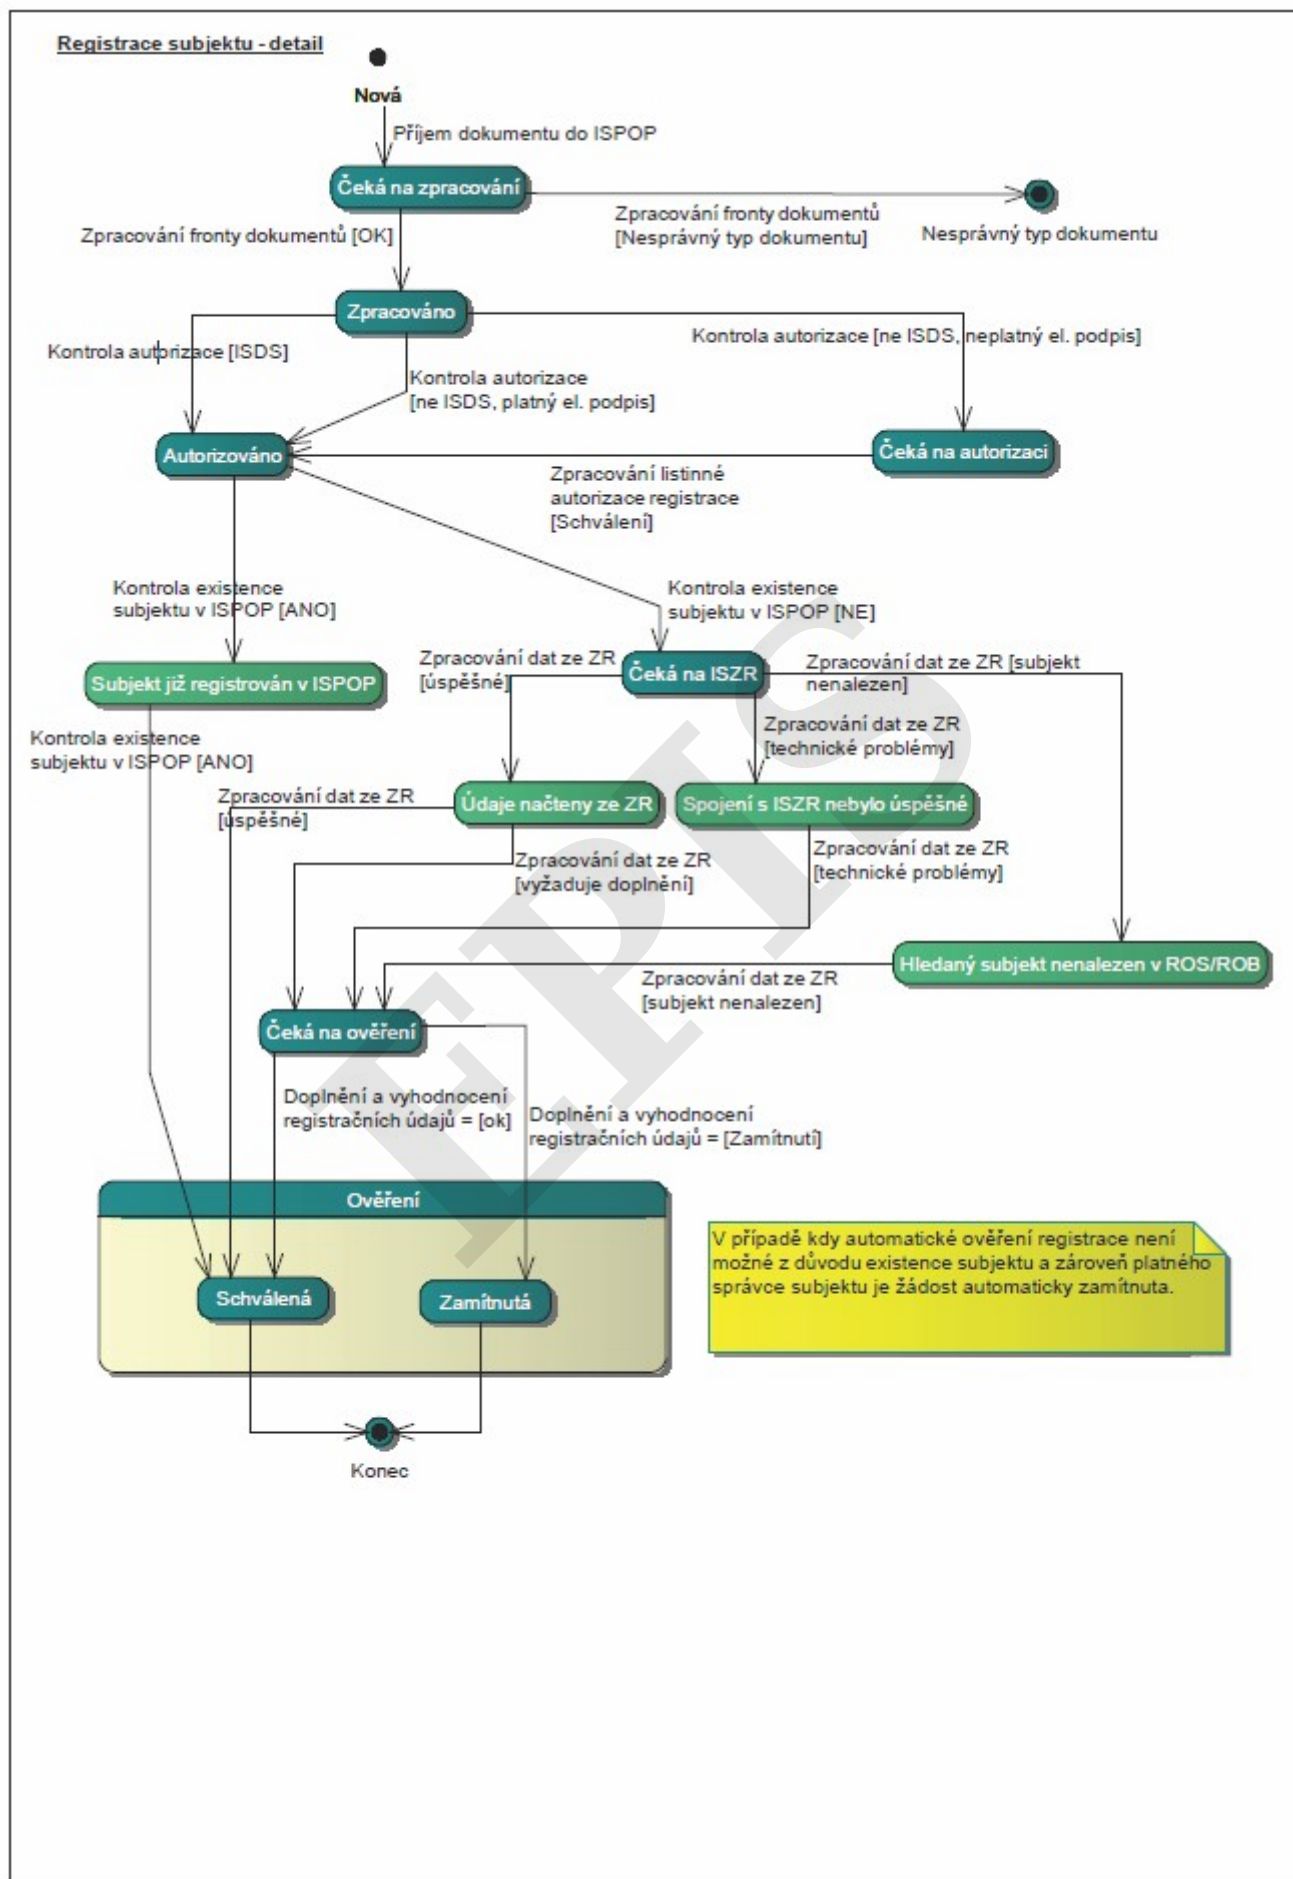 Registrace subjektu - detail
Nová
Příjem dokumentu do ISPOP
Čeká na zpracování
Zpracování fronty dokumentů
[Nesprávný typ dokumentu]
Nesprávný typ dokumentu
Zpracování fronty dokumentů [OK]
Zpracováno
Kontrola autorizace [ISDS]
Kontrola autorizace [ne ISDS, neplatný el. podpis]
Kontrola autorizace
[ne ISDS, platný el. podpis]
Autorizováno
Čeká na autorizaci
Zpracování listinné
autorizace registrace
[Schválení]
Kontrola existence
subjektu v ISPOP [ANO]
Kontrola existence
subjektu v ISPOP [NE]
Zpracování dat ze ZR
[úspěšné]
Čeká na ISZR
Zpracování dat ze ZR [subjekt
nenalezen]
Subjekt již registrován v ISPOP
Zpracování dat ze ZR
[technické problémy]
Kontrola existence
subjektu v ISPOP [ANO]
Zpracování dat ze ZR
[úspěšné]
Údaje načteny ze ZR
Spojení s ISZR nebylo úspěšné
Zpracování dat ze ZR
[vyžaduje doplnění]
Zpracování dat ze ZR
[technické problémy]
Hledaný subjekt nenalezen v ROS/ROB
Zpracování dat ze ZR
[subjekt nenalezen]
Čeká na ověření
Doplnění a vyhodnocení
registračních údajů = [ok]
Doplnění a vyhodnocení
registračních údajů = [Zamítnutí]
Ověření
Schválená
Zamítnutá
V případě kdy automatické ověření registrace není
možné z důvodu existence subjektu a zároveň platného
správce subjektu je žádost automaticky zamítnuta.
Konec
EPIS